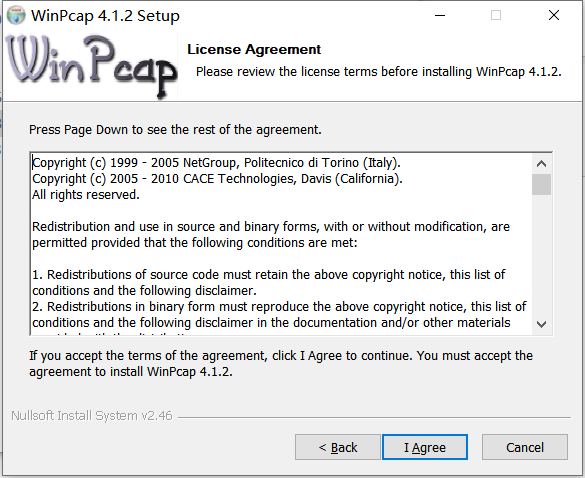 WinPcap 4.1.2 Setup
WinPcap
License Agreement
Please review the license terms before installing WinPcap 4.1.2.
Press Page Down to see the rest of the agreement.
Copyright (c) 1999 - 2005 NetGroup, Politecnico di Torino (Italy).
Copyright (c) 2005 - 2010 CACE Technologies, Davis (California).
All rights reserved.
Redistribution and use in source and binary forms, with or without modification, are
permitted provided that the following conditions are met:
1. Redistributions of source code must retain the above copyright notice, this list of
conditions and the following disclaimer.
2. Redistributions in binary form must reproduce the above copyright notice, this list of
conditions and the following disclaimer in the documentation and/or other materials
If you accept the terms of the agreement, click I Agree to continue. You must accept the
agreement to install WinPcap 4.1.2.
Nullsoft Install System v2.46
< Back
I Agree
Cancel